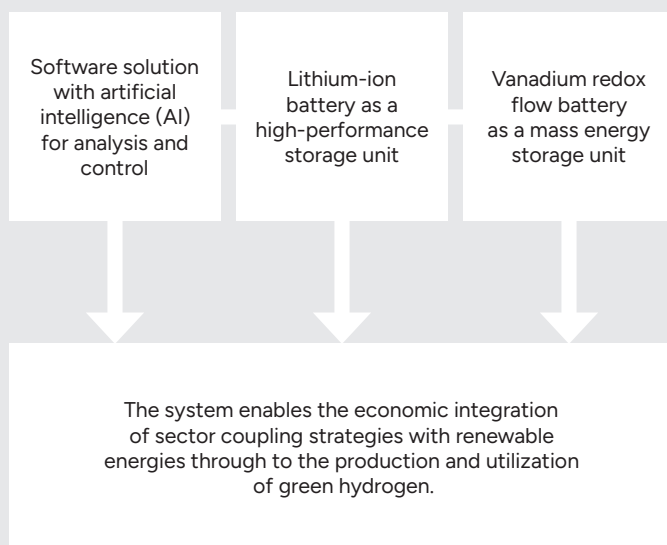 Software solution
with artificial
intelligence (AI)
for analysis and
control
Lithium-ion
battery as a
high-performance
storage unit
Vanadium redox
flow battery
as a mass energy
storage unit
The system enables the economic integration
of sector coupling strategies with renewable
energies through to the production and utilization
of green hydrogen.